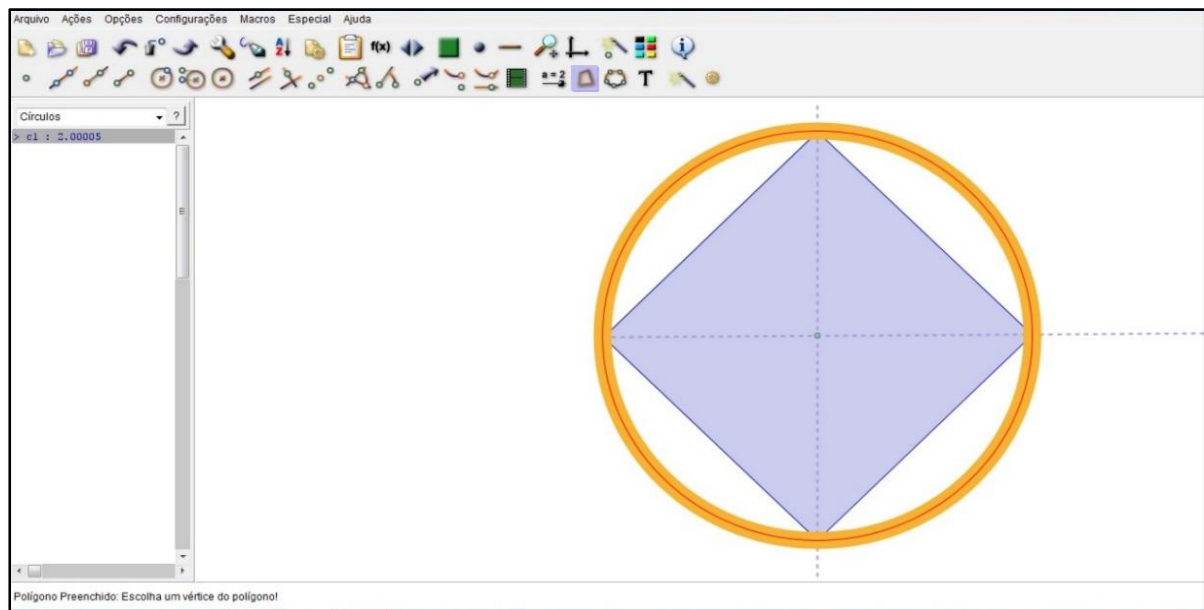 Arquivo Ações Opções Configurações Macros Especial Ajuda
f(x)
a=2 T
Círculos ?
> c1 : 2.00005
Polígono Preenchido: Escolha um vértice do polígono!